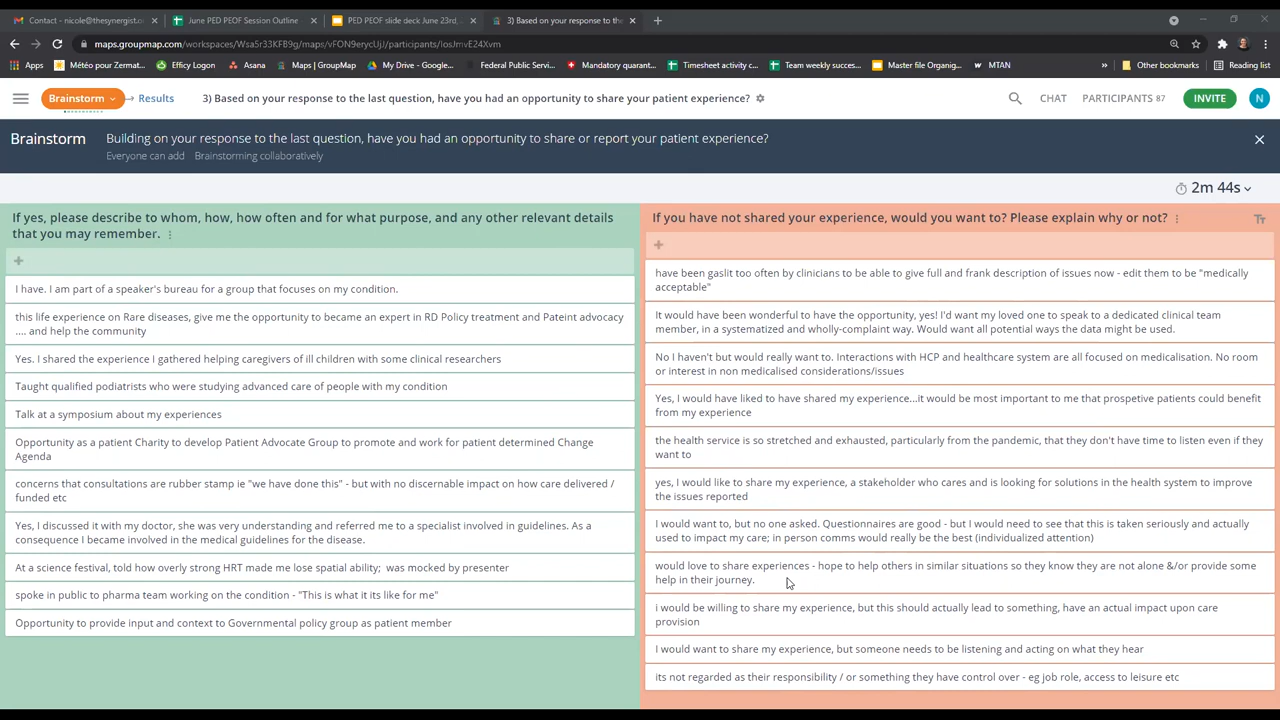 Contact - nicole@thesynergist.o
June PED PEOF Session Outline
PED PEOF slide deck June 23rd,
3) Based on your response to the
maps.groupmap.com/workspaces/Wsa5r33KFB9g/maps/
Apps
Météo pour Zermat...
Efficy Logon
Asana
Maps | GroupMap
My Drive - Google...
Federal Public Servi...
Mandatory quarant...
Timesheet activity c...
Team weekly succes...
Master file Organig...
MTAN
Other bookmarks
Reading list
Brainstorm
Results
3) Based on your response to the last question, have you had an opportunity to share your patient experience?
CHAT
PARTICIPANTS 87
INVITE
N
Brainstorm
Building on your response to the last question, have you had an opportunity to share or report your patient experience?
Everyone can add Brainstorming collaboratively
2m 44s
If yes, please describe to whom, how, how often and for what purpose, and any other relevant details
that you may remember.
I have. I am part of a speaker's bureau for a group that focuses on my condition.
this life experience on Rare diseases, give me the opportunity to became an expert in RD Policy treatment and Pateint advocacy
.... and help the community
Yes. I shared the experience I gathered helping caregivers of ill children with some clinical researchers
Taught qualified podiatrists who were studying advanced care of people with my condition
Talk at a symposium about my experiences
Opportunity as a patient Charity to develop Patient Advocate Group to promote and work for patient determined Change
Agenda
concerns that consultations are rubber stamp ie "we have done this" - but with no discernable impact on how care delivered /
funded etc
Yes, I discussed it with my doctor, she was very understanding and referred me to a specialist involved in guidelines. As a
consequence I became involved in the medical guidelines for the disease.
At a science festival, told how overly strong HRT made me lose spatial ability; was mocked by presenter
spoke in public to pharma team working on the condition - "This is what it its like for me"
Opportunity to provide input and context to Governmental policy group as patient member
If you have not shared your experience, would you want to? Please explain why or not?
TT
have been gaslit too often by clinicians to be able to give full and frank description of issues now - edit them to be "medically
acceptable"
It would have been wonderful to have the opportunity, yes! I'd want my loved one to speak to a dedicated clinical team
member, in a systematized and wholly-complaint way. Would want all potential ways the data might be used.
No I haven't but would really want to. Interactions with HCP and healthcare system are all focused on medicalisation. No room
or interest in non medicalised considerations/issues
Yes, I would have liked to have shared my experience...it would be most important to me that prospetive patients could benefit
from my experience
the health service is so stretched and exhausted, particularly from the pandemic, that they don't have time to listen even if they
want to
yes, I would like to share my experience, a stakeholder who cares and is looking for solutions in the health system to improve
the issues reported
I would want to, but no one asked. Questionnaires are good - but I would need to see that this is taken seriously and actually
used to impact my care; in person comms would really be the best (individualized attention)
would love to share experiences - hope to help others in similar situations so they know they are not alone &/or provide some
help in their journey.
i would be willing to share my experience, but this should actually lead to something, have an actual impact upon care
provision
I would want to share my experience, but someone needs to be listening and acting on what they hear
its not regarded as their responsibility / or something they have control over - eg job role, access to leisure etc